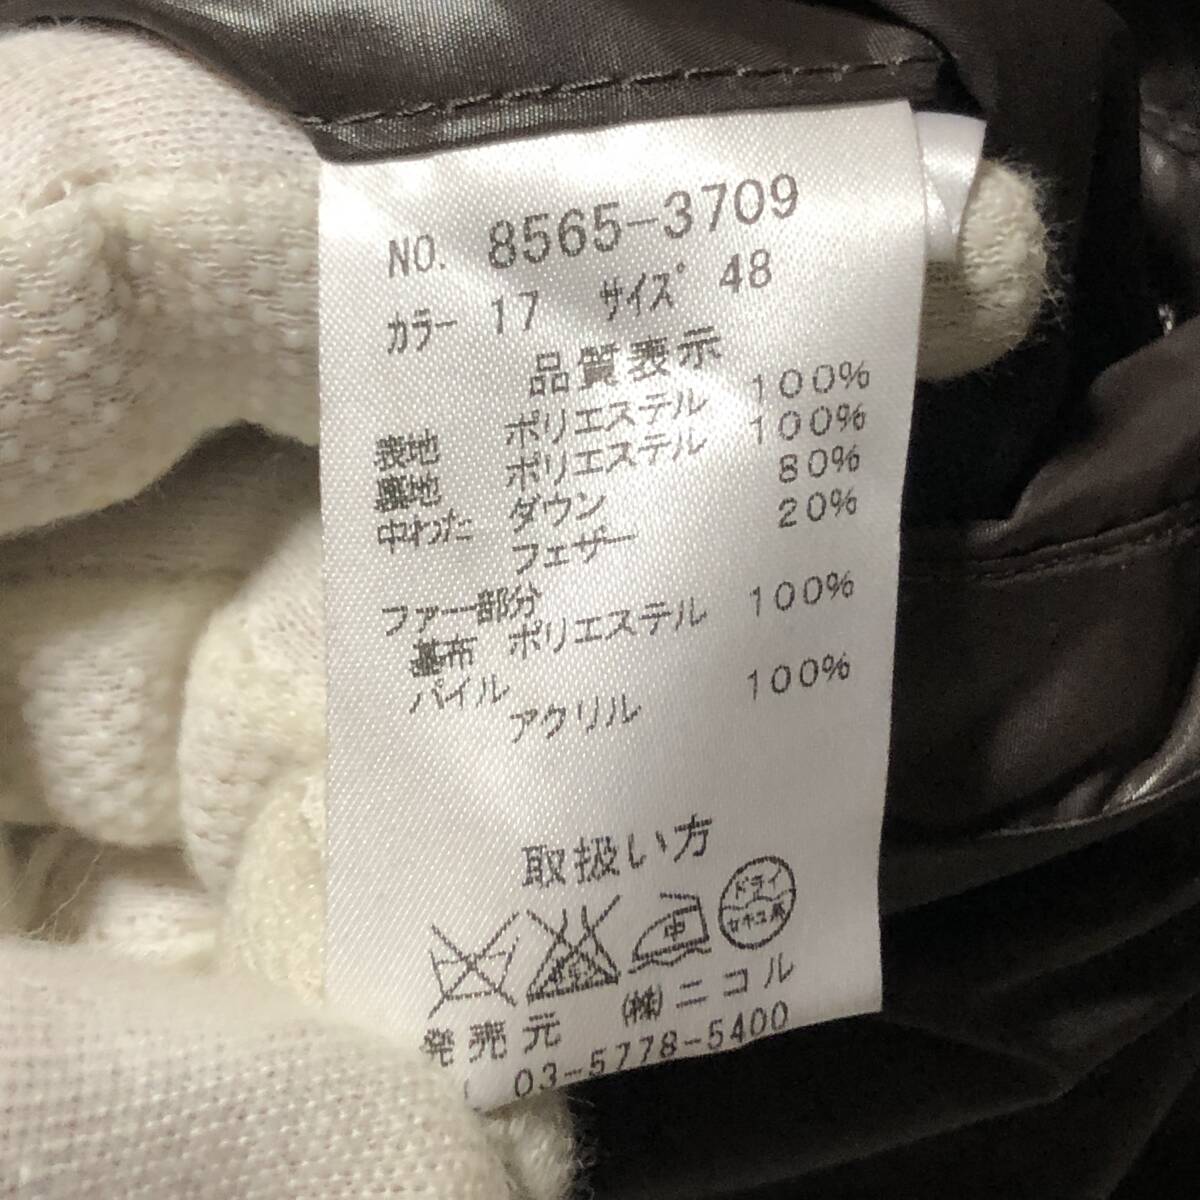 NO. 8565-3709
カラー 17 サイズ 48
品質表示
表地 ポリエステル 100%
裏地 ポリエステル 100%
中わた ダウン 80%
フェザー 20%
ファー部分
基布 ポリエステル 100%
パイル
アクリル 100%
取扱い方
中
ドライ
セキユ系
発売元 (株)ニコル
03-5778-5400